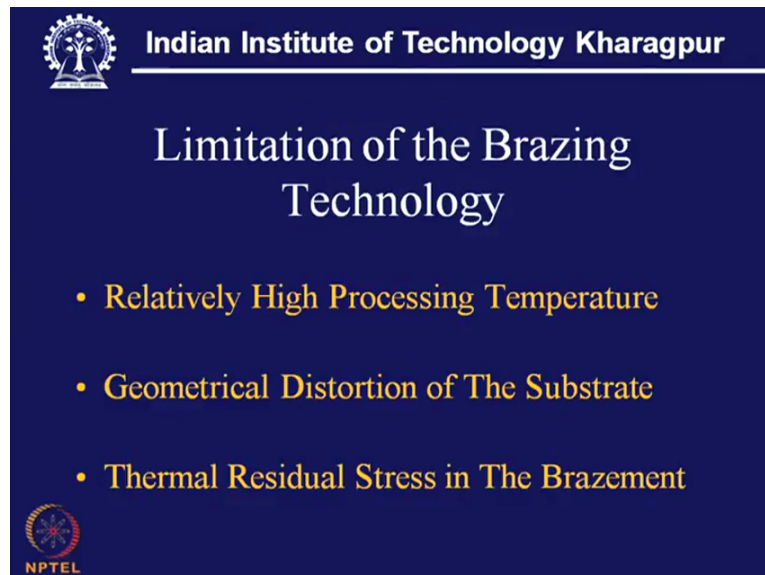 Indian Institute of Technology Kharagpur
Limitation of the Brazing
Technology
• Relatively High Processing Temperature
• Geometrical Distortion of The Substrate
• Thermal Residual Stress in The Brazement
NPTEL